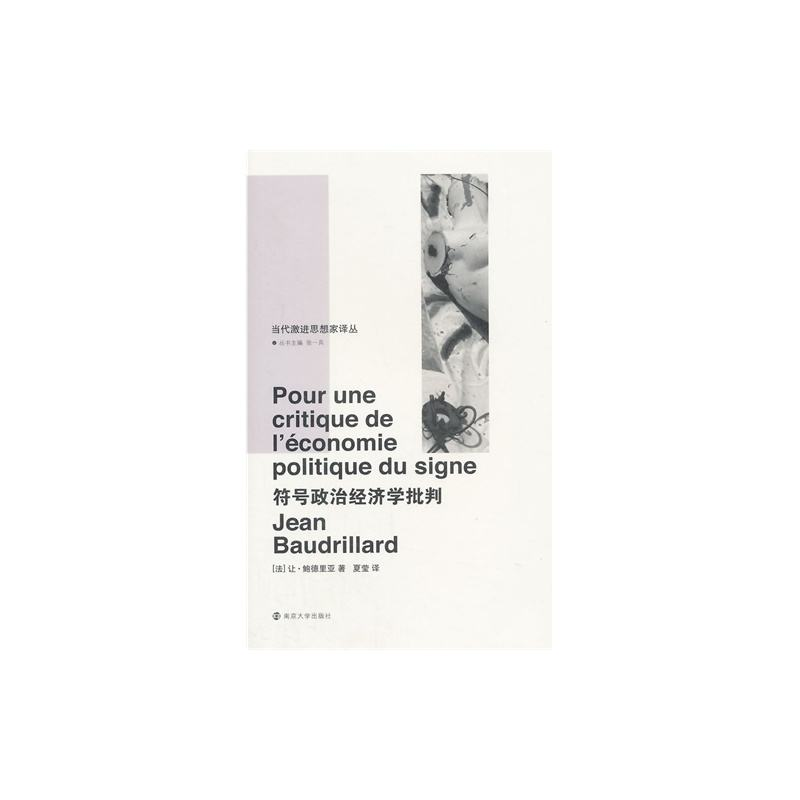 当代激进思想家译丛
丛书主编 张一兵
Pour une
critique de
l'économie
politique du signe
符号政治经济学批判
Jean
Baudrillard
[法] 让·鲍德里亚 著 夏莹 译
南京大学出版社